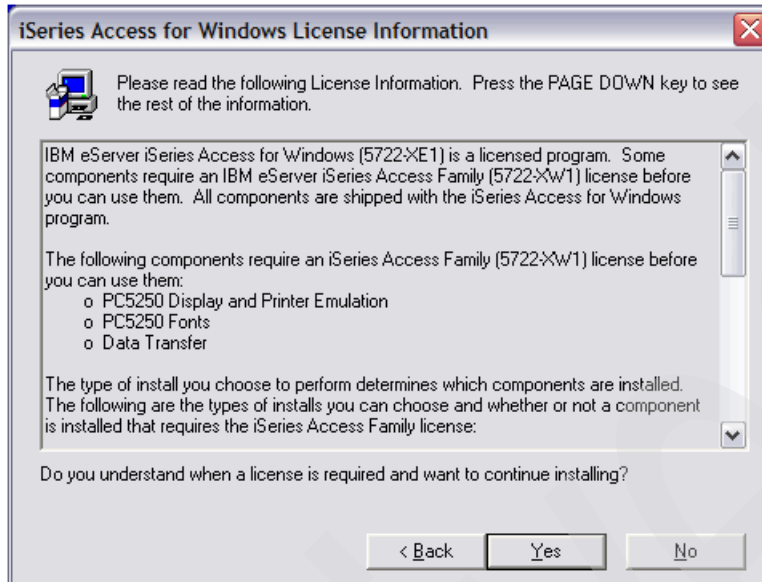 iSeries Access for Windows License Information
Please read the following License Information. Press the PAGE DOWN key to see
the rest of the information.
IBM eServer iSeries Access for Windows (5722-XE1) is a licensed program. Some
components require an IBM eServer iSeries Access Family (5722-XW1) license before
you can use them. All components are shipped with the iSeries Access for Windows
program.
The following components require an iSeries Access Family (5722-XW1) license before
you can use them:
o PC5250 Display and Printer Emulation
o PC5250 Fonts
o Data Transfer
The type of install you choose to perform determines which components are installed.
The following are the types of installs you can choose and whether or not a component
is installed that requires the iSeries Access Family license:
Do you understand when a license is required and want to continue installing?
< Back Yes No